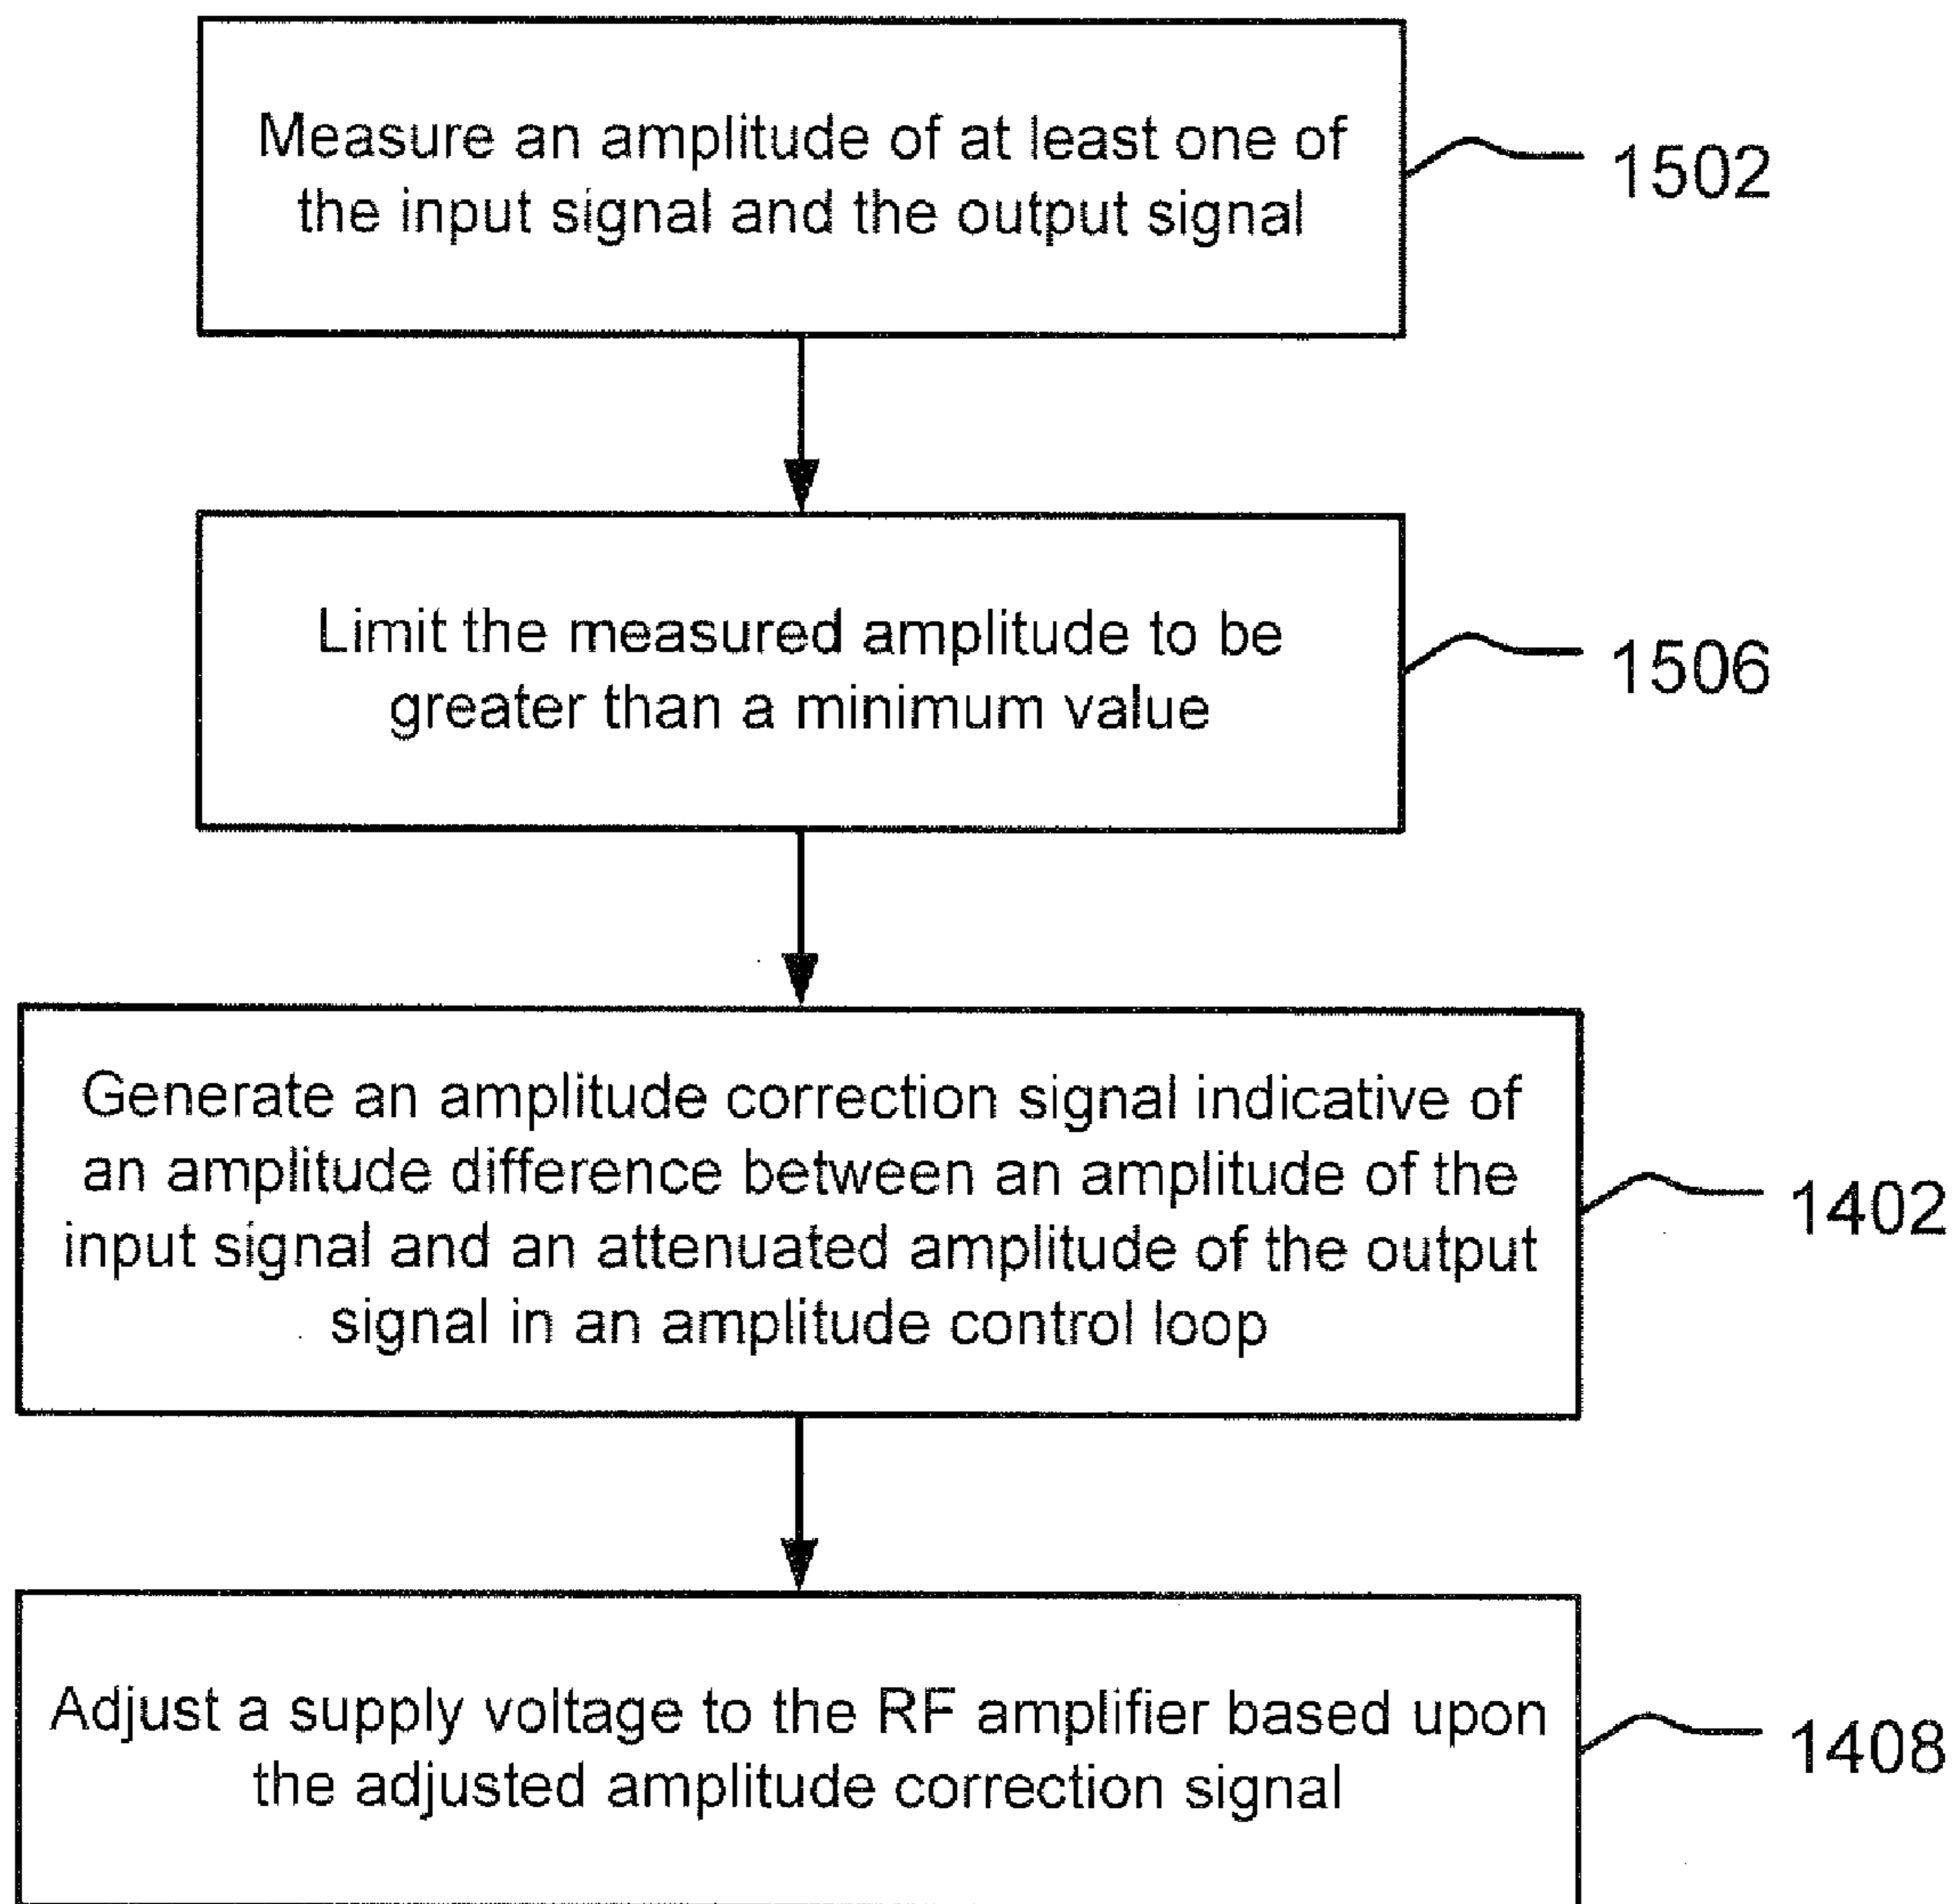 Measure an amplitude of at least one of
the input signal and the output signal
1502
Limit the measured amplitude to be
greater than a minimum value
1506
Generate an amplitude correction signal indicative of
an amplitude difference between an amplitude of the
input signal and an attenuated amplitude of the output
signal in an amplitude control loop
1402
Adjust a supply voltage to the RF amplifier based upon
the adjusted amplitude correction signal
1408